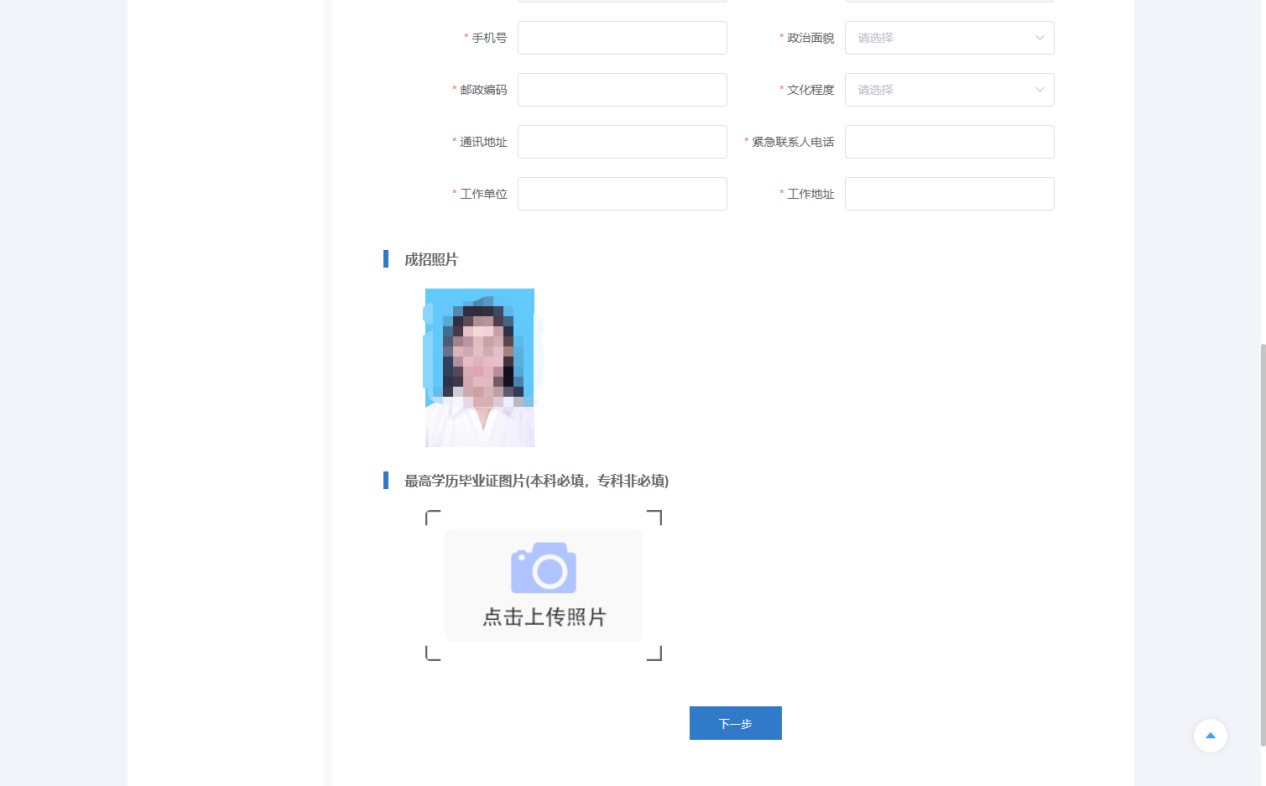 * 手机号
* 政治面貌 请选择
* 邮政编码
* 文化程度 请选择
* 通讯地址
* 紧急联系人电话
* 工作单位
* 工作地址
成招照片
最高学历毕业证图片(本科必填，专科非必填)
点击上传照片
下一步